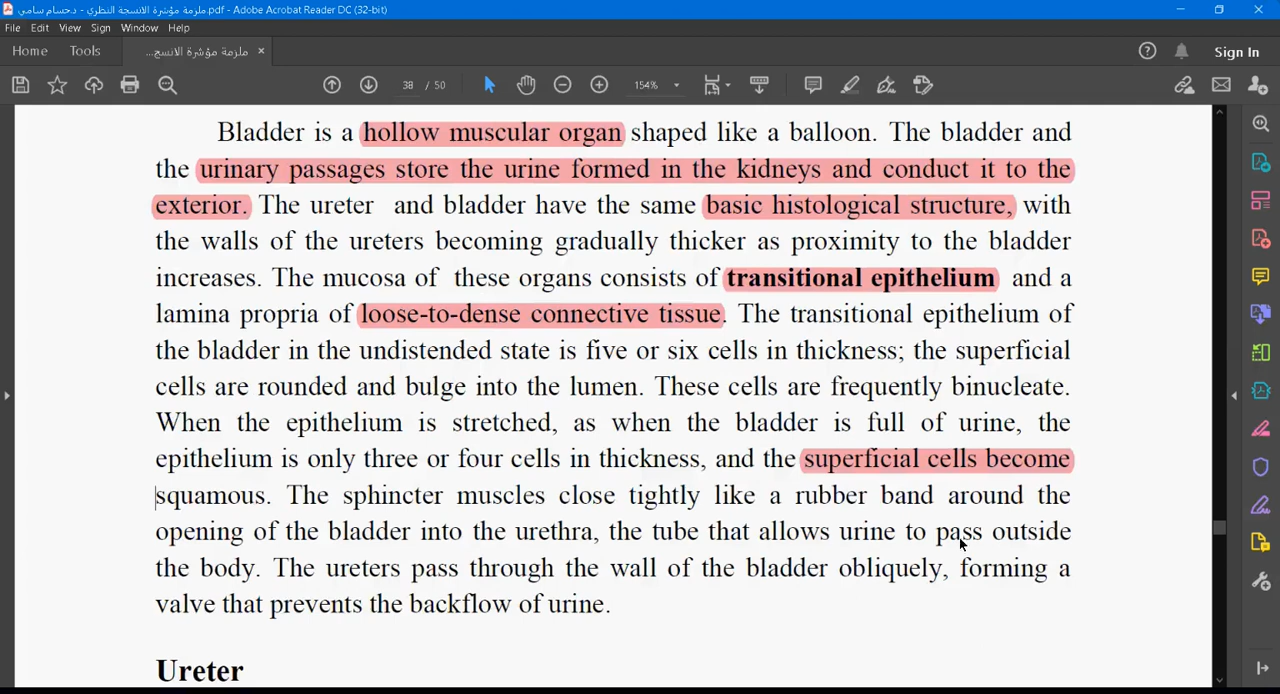 ملزمة مؤشرة الانسجة النظري - د.حسام سامي.pdf - Adobe Acrobat Reader DC (32-bit)
File Edit View Sign Window Help
Home Tools ملزمة مؤشرة الانسج... × Sign In
38 / 50 154%
Bladder is a hollow muscular organ shaped like a balloon. The bladder and
the urinary passages store the urine formed in the kidneys and conduct it to the
exterior. The ureter and bladder have the same basic histological structure, with
the walls of the ureters becoming gradually thicker as proximity to the bladder
increases. The mucosa of these organs consists of transitional epithelium and a
lamina propria of loose-to-dense connective tissue. The transitional epithelium of
the bladder in the undistended state is five or six cells in thickness; the superficial
cells are rounded and bulge into the lumen. These cells are frequently binucleate.
When the epithelium is stretched, as when the bladder is full of urine, the
epithelium is only three or four cells in thickness, and the superficial cells become
squamous. The sphincter muscles close tightly like a rubber band around the
opening of the bladder into the urethra, the tube that allows urine to pass outside
the body. The ureters pass through the wall of the bladder obliquely, forming a
valve that prevents the backflow of urine.
Ureter